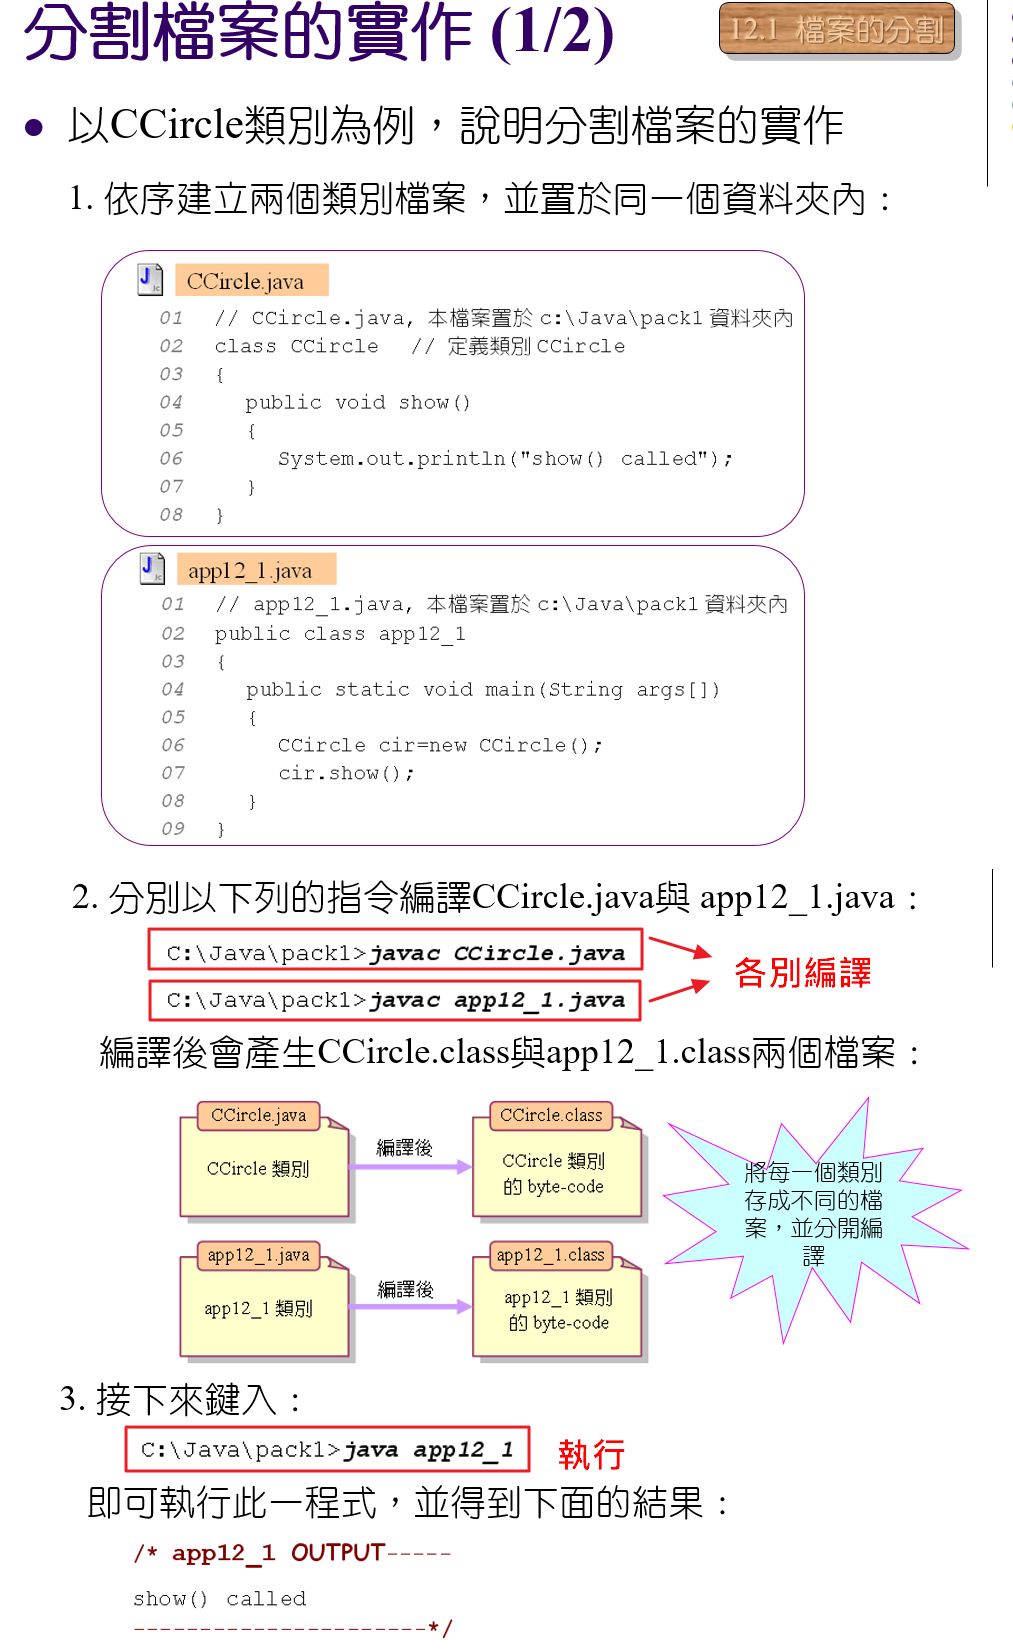 分割檔案的實作 (1/2)
12.1 檔案的分割
● 以CCircle類別為例，說明分割檔案的實作
1. 依序建立兩個類別檔案，並置於同一個資料夾內：
CCircle.java
01 // CCircle.java, 本檔案置於 c:\Java\pack1 資料夾內
02 class CCircle // 定義類別 CCircle
03 {
04 public void show()
05 {
06 System.out.println("show() called");
07 }
08 }
app12_1.java
01 // app12_1.java, 本檔案置於 c:\Java\pack1 資料夾內
02 public class app12_1
03 {
04 public static void main(String args[])
05 {
06 CCircle cir=new CCircle();
07 cir.show();
08 }
09 }
2. 分別以下列的指令編譯CCircle.java與 app12_1.java：
C:\Java\pack1>javac CCircle.java
C:\Java\pack1>javac app12_1.java
各別編譯
編譯後會產生CCircle.class與app12_1.class兩個檔案：
CCircle.java
CCircle 類別
編譯後
CCircle.class
CCircle 類別
的 byte-code
app12_1.java
app12_1 類別
編譯後
app12_1.class
app12_1 類別
的 byte-code
將每一個類別
存成不同的檔
案，並分開編
譯
3. 接下來鍵入：
C:\Java\pack1>java app12_1
執行
即可執行此一程式，並得到下面的結果：
/* app12_1 OUTPUT-----
show() called
-----------------------*/